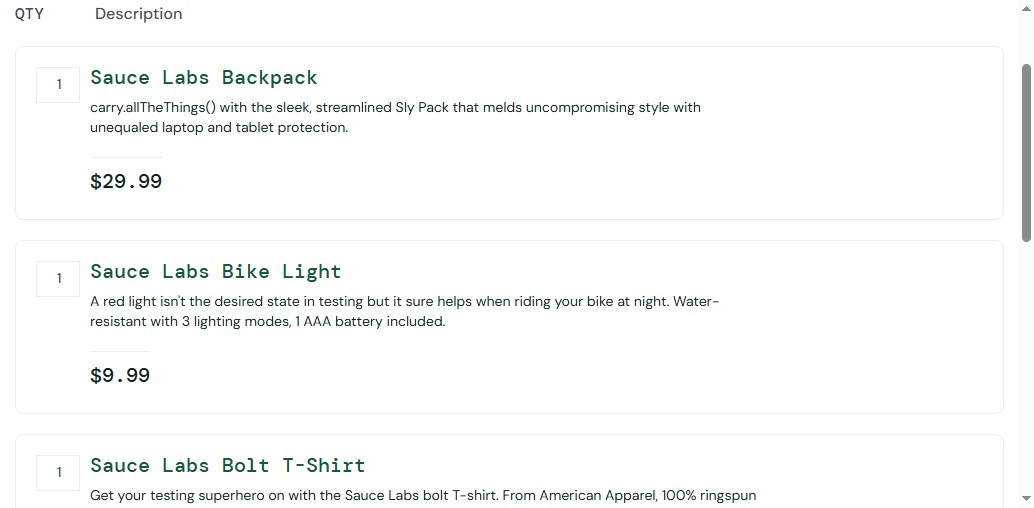 QTY Description
1 Sauce Labs Backpack
carry.allTheThings() with the sleek, streamlined Sly Pack that melds uncompromising style with
unequaled laptop and tablet protection.
$29.99
1 Sauce Labs Bike Light
A red light isn't the desired state in testing but it sure helps when riding your bike at night. Water-
resistant with 3 lighting modes, 1 AAA battery included.
$9.99
1 Sauce Labs Bolt T-Shirt
Get your testing superhero on with the Sauce Labs bolt T-shirt. From American Apparel, 100% ringspun